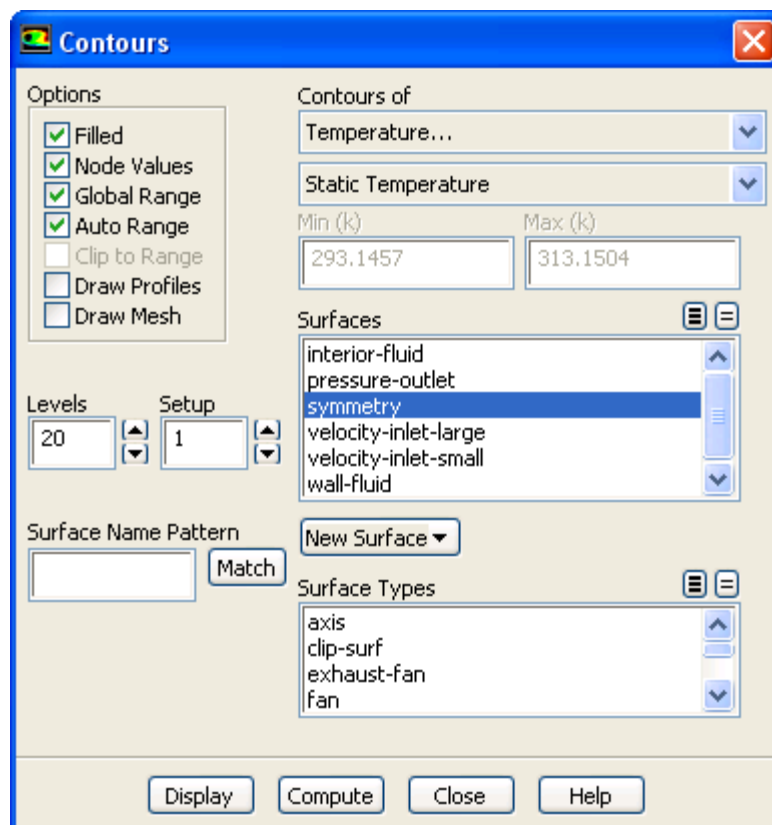 Contours
Options
Filled
Node Values
Global Range
Auto Range
Clip to Range
Draw Profiles
Draw Mesh
Levels Setup
20 1
Surface Name Pattern
Match
Contours of
Temperature...
Static Temperature
Min (k) Max (k)
293.1457 313.1504
Surfaces
interior-fluid
pressure-outlet
symmetry
velocity-inlet-large
velocity-inlet-small
wall-fluid
New Surface
Surface Types
axis
clip-surf
exhaust-fan
fan
Display Compute Close Help